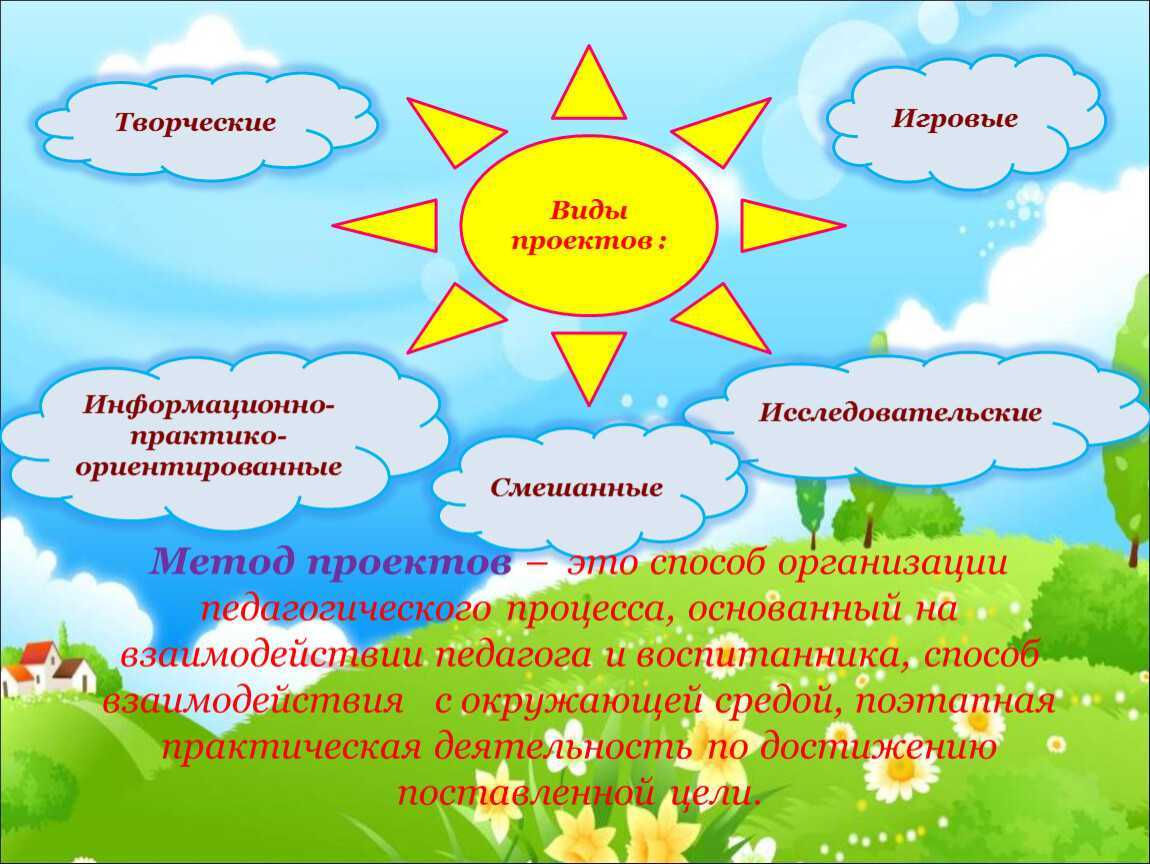 Творческие
Игровые
Виды
проектов :
Информационно-
практико-
ориентированные
Исследовательские
Смешанные
Метод проектов – это способ организации
педагогического процесса, основанный на
взаимодействии педагога и воспитанника, способ
взаимодействия с окружающей средой, поэтапная
практическая деятельность по достижению
поставленной цели.